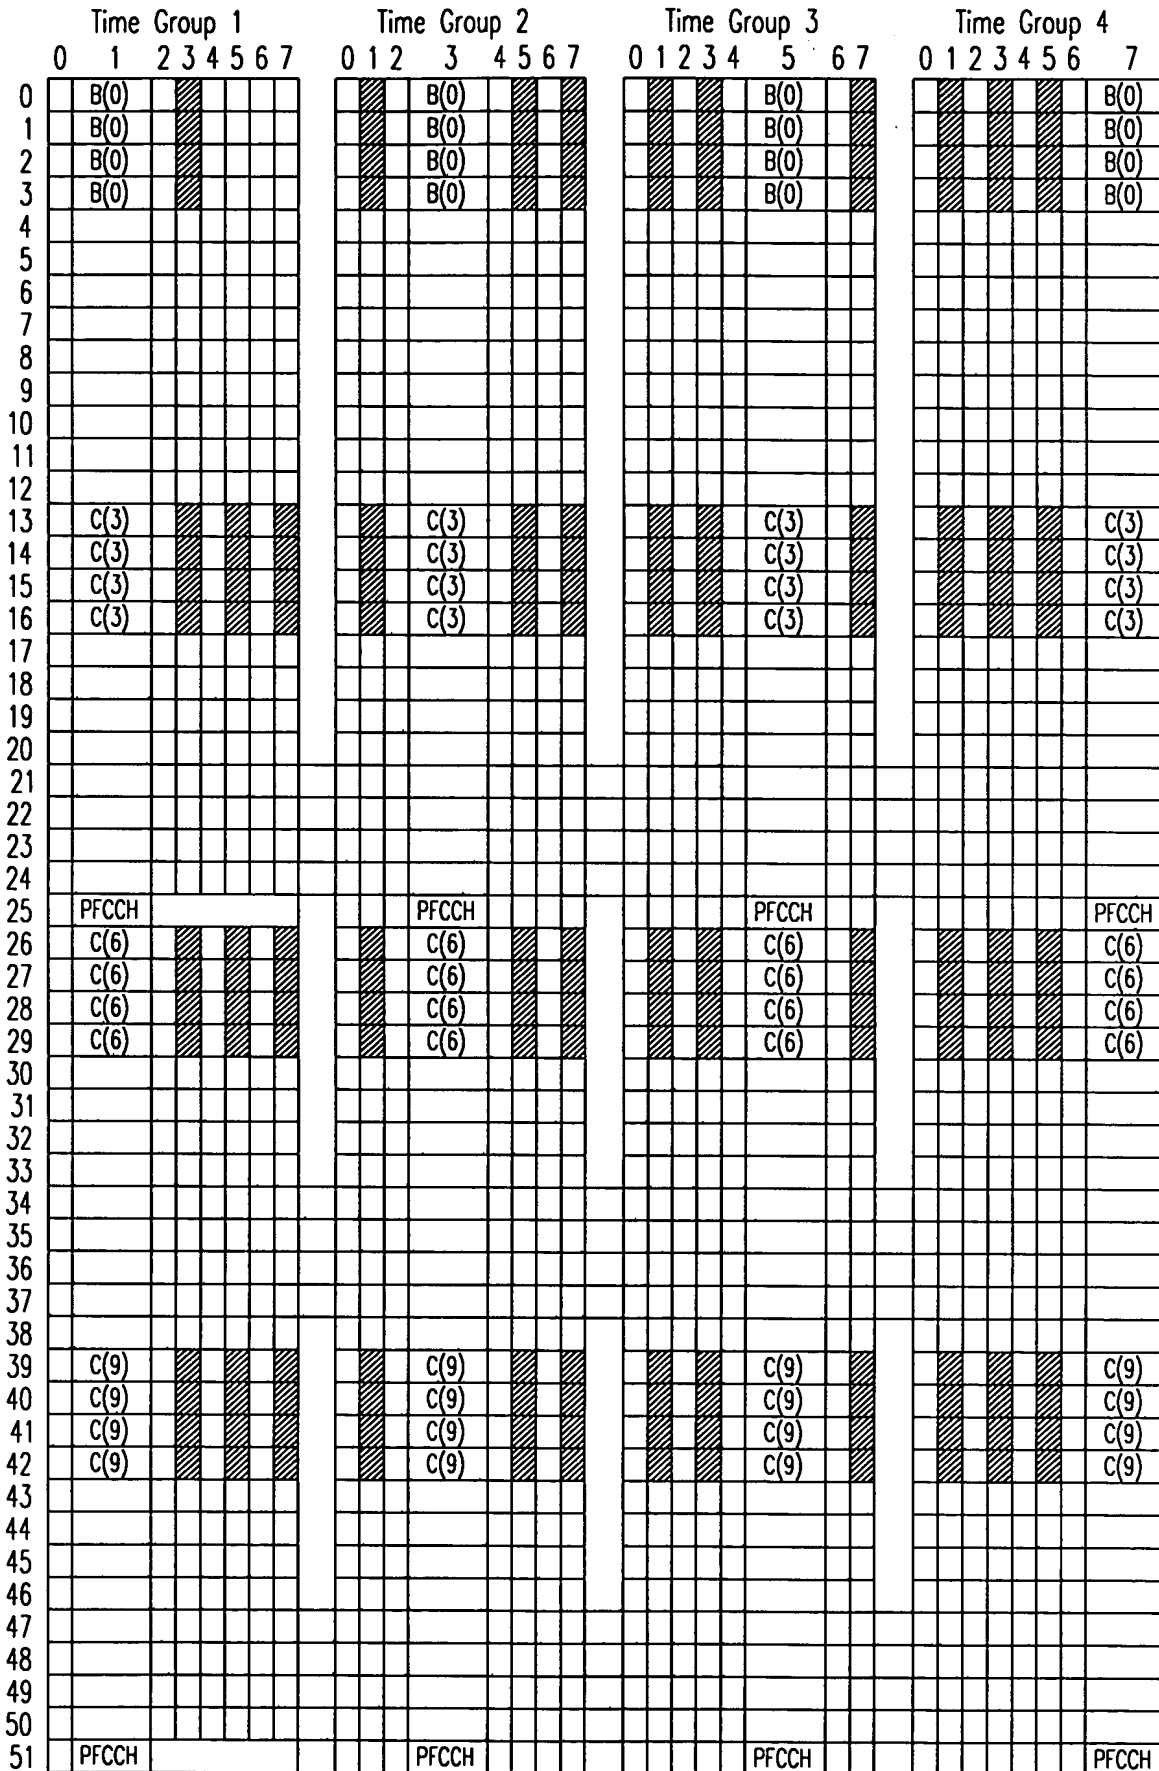 Time Group 1 Time Group 2 Time Group 3 Time Group 4
0 1 2 3 4 5 6 7 0 1 2 3 4 5 6 7 0 1 2 3 4 5 6 7 0 1 2 3 4 5 6 7
0 B(0) B(0) B(0) B(0)
1 B(0) B(0) B(0) B(0)
2 B(0) B(0) B(0) B(0)
3 B(0) B(0) B(0) B(0)
4
5
6
7
8
9
10
11
12
13 C(3) C(3) C(3) C(3)
14 C(3) C(3) C(3) C(3)
15 C(3) C(3) C(3) C(3)
16 C(3) C(3) C(3) C(3)
17
18
19
20
21
22
23
24
25 PFCCH PFCCH PFCCH PFCCH
26 C(6) C(6) C(6) C(6)
27 C(6) C(6) C(6) C(6)
28 C(6) C(6) C(6) C(6)
29 C(6) C(6) C(6) C(6)
30
31
32
33
34
35
36
37
38
39 C(9) C(9) C(9) C(9)
40 C(9) C(9) C(9) C(9)
41 C(9) C(9) C(9) C(9)
42 C(9) C(9) C(9) C(9)
43
44
45
46
47
48
49
50
51 PFCCH PFCCH PFCCH PFCCH